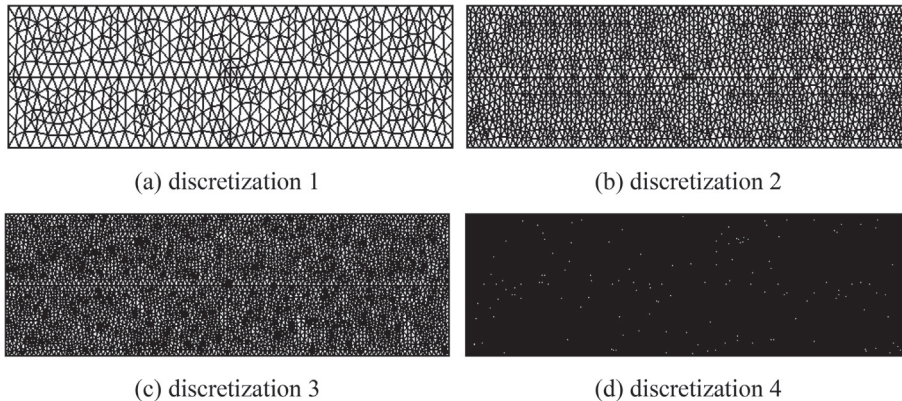 (a) discretization 1
(b) discretization 2
(c) discretization 3
(d) discretization 4